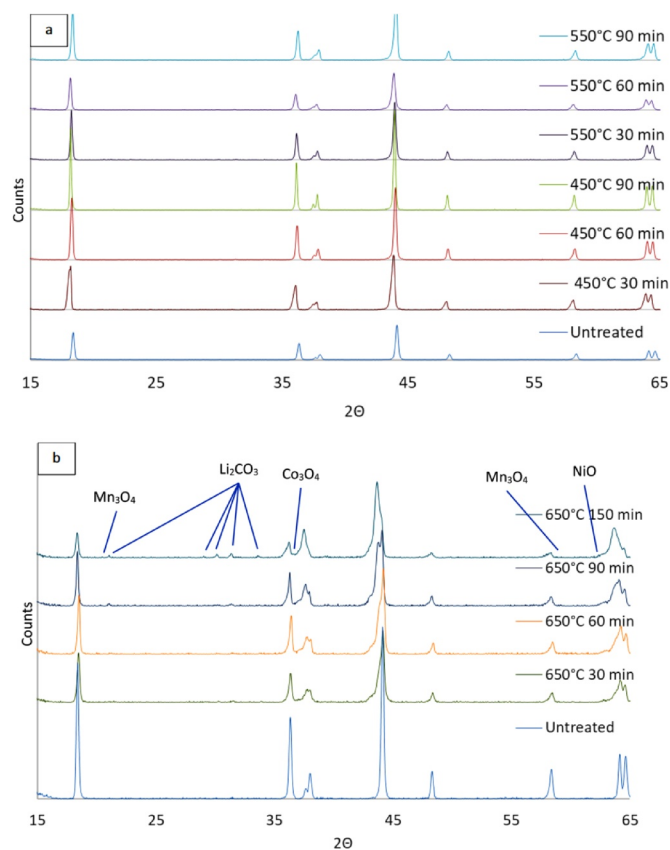 a
550°C 90 min
550°C 60 min
550°C 30 min
450°C 90 min
450°C 60 min
450°C 30 min
Untreated
Counts
15 25 35 45 55 65
2Θ
b
Li₂CO₃
Co₃O₄
Mn₃O₄
Mn₃O₄
NiO
650°C 150 min
650°C 90 min
650°C 60 min
650°C 30 min
Untreated
Counts
15 25 35 45 55 65
2Θ